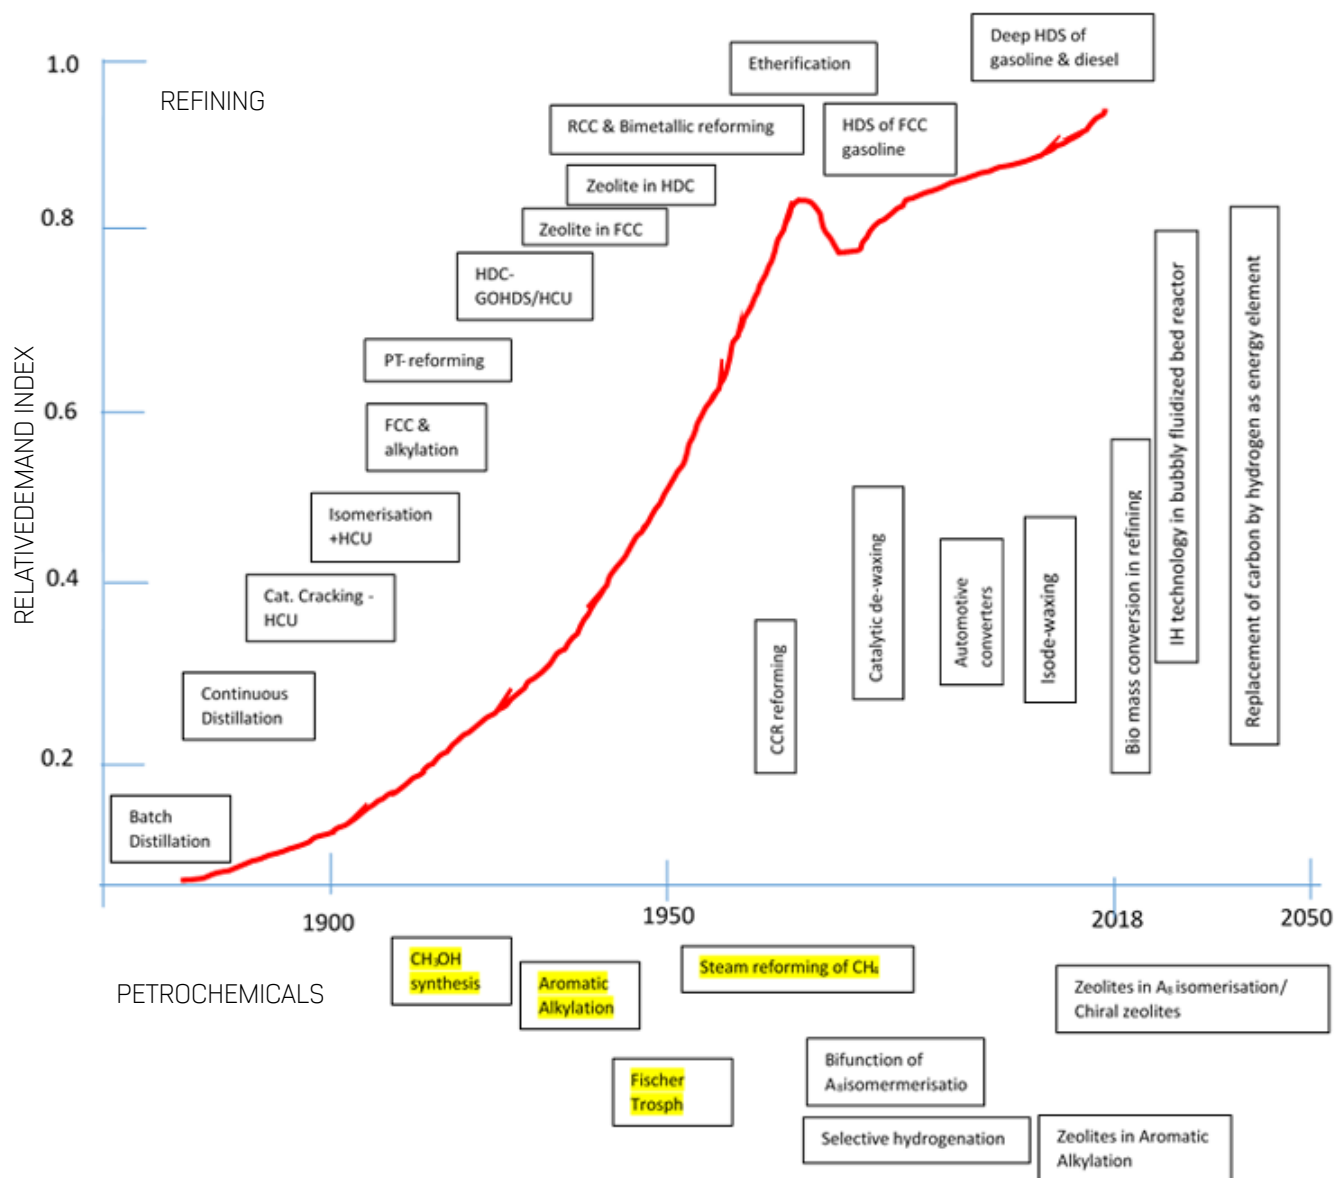 Deep HDS of
gasoline & diesel
Etherification
1.0
REFINING
RCC & Bimetallic reforming
HDS of FCC
gasoline
Zeolite in HDC
0.8
Zeolite in FCC
HDC-
GOHDS/HCU
PT-reforming
RELATIVEDEMAND INDEX
0.6
FCC &
alkylation
Isomerisation
+HCU
0.4
Cat. Cracking -
HCU
Continuous
Distillation
0.2
Batch
Distillation
CCR reforming
Catalytic de-waxing
Automotive
converters
Isode-waxing
Bio mass conversion in refining
IH technology in bubbly fluidized bed reactor
Replacement of carbon by hydrogen as energy element
1900
1950
2018
2050
PETROCHEMICALS
CH₃OH
synthesis
Aromatic
Alkylation
Steam reforming of CH₄
Zeolites in A₈ isomerisation/
Chiral zeolites
Fischer
Trosph
Bifunction of
A₈isomermerisatio
Selective hydrogenation
Zeolites in Aromatic
Alkylation